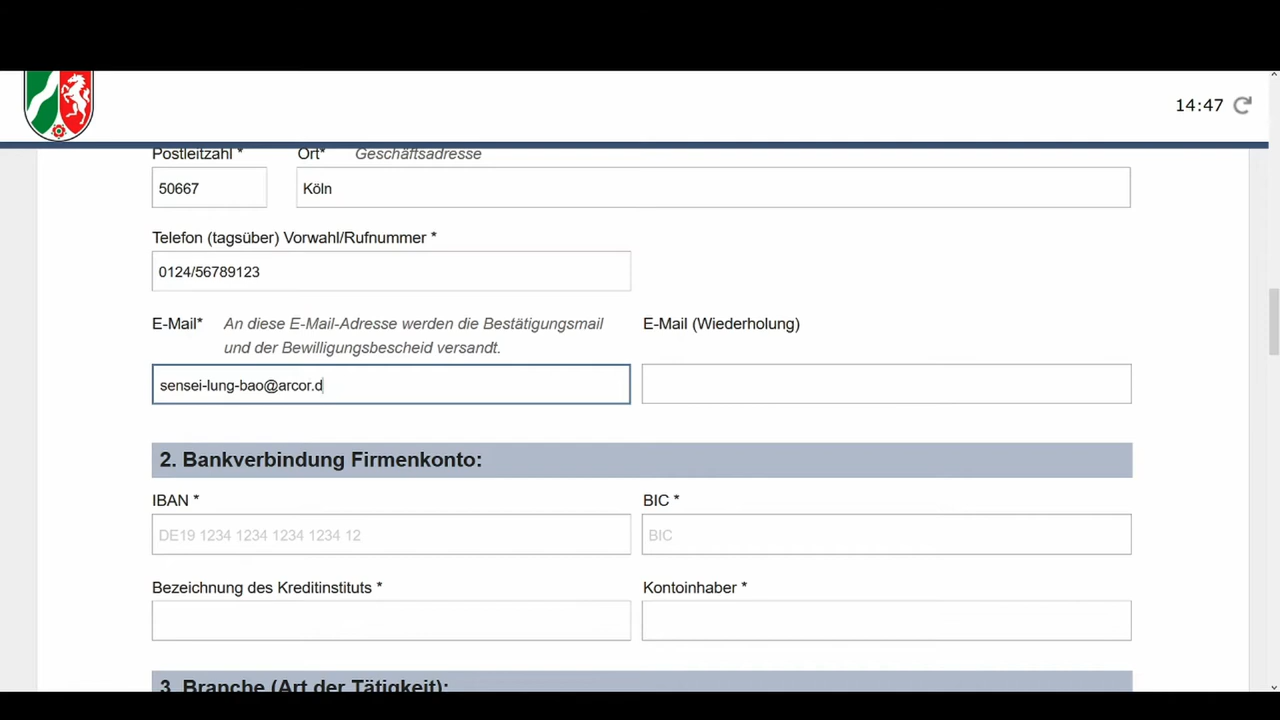 14:47
Postleitzahl * Ort* Geschäftsadresse
50667 Köln
Telefon (tagsüber) Vorwahl/Rufnummer *
0124/56789123
E-Mail* An diese E-Mail-Adresse werden die Bestätigungsmail E-Mail (Wiederholung)
und der Bewilligungsbescheid versandt.
sensei-lung-bao@arcor.d
2. Bankverbindung Firmenkonto:
IBAN * BIC *
DE19 1234 1234 1234 1234 12 BIC
Bezeichnung des Kreditinstituts * Kontoinhaber *
3. Branche (Art der Tätigkeit):